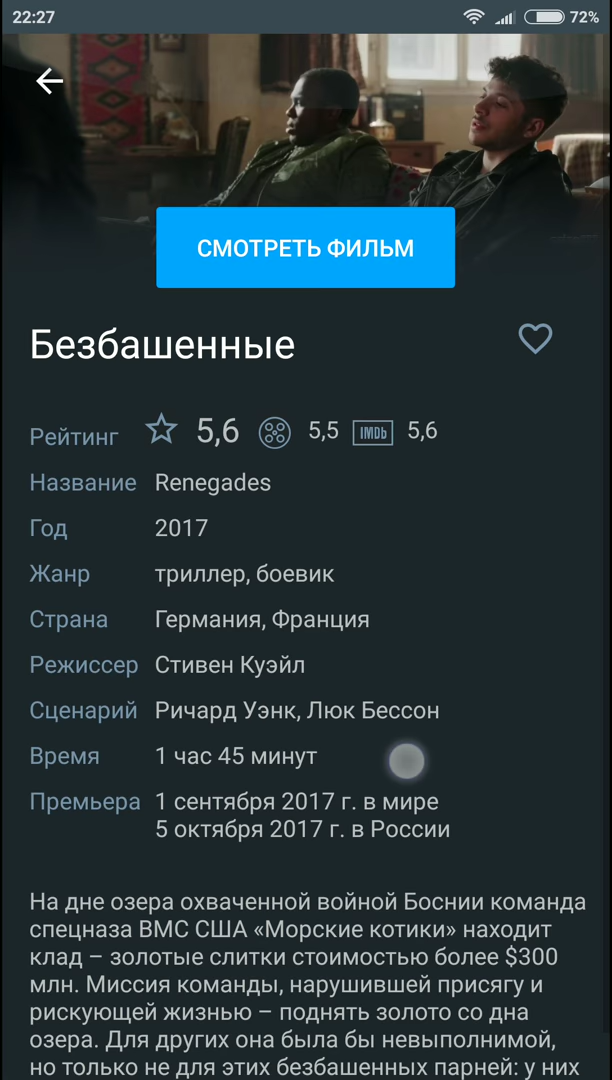 22:27 72%
СМОТРЕТЬ ФИЛЬМ
Безбашенные
Рейтинг 5,6 5,5 IMDb 5,6
Название Renegades
Год 2017
Жанр триллер, боевик
Страна Германия, Франция
Режиссер Стивен Куэйл
Сценарий Ричард Уэнк, Люк Бессон
Время 1 час 45 минут
Премьера 1 сентября 2017 г. в мире
5 октября 2017 г. в России
На дне озера охваченной войной Боснии команда
спецназа ВМС США «Морские котики» находит
клад – золотые слитки стоимостью более $300
млн. Миссия команды, нарушившей присягу и
рискующей жизнью – поднять золото со дна
озера. Для других она была бы невыполнимой,
но только не для этих безбашенных парней: у них